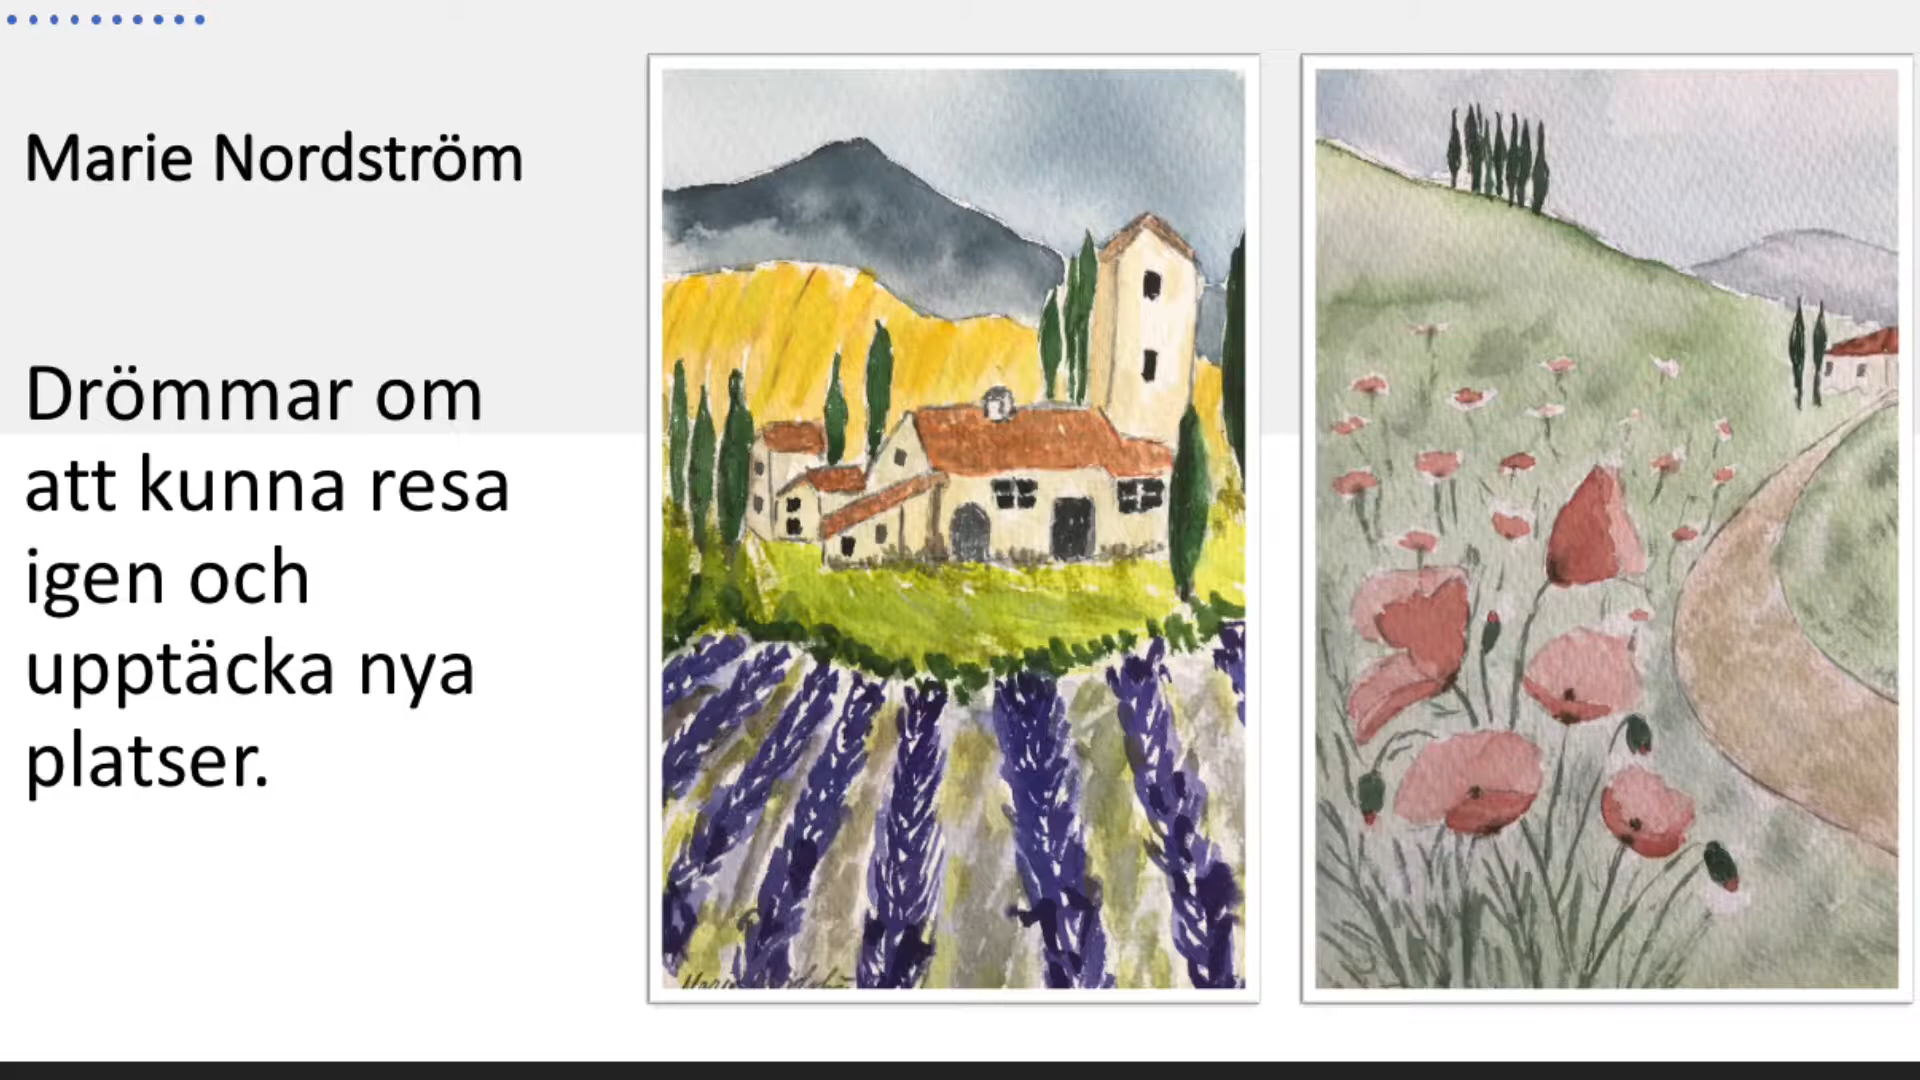 Marie Nordström
Drömmar om
att kunna resa
igen och
upptäcka nya
platser.